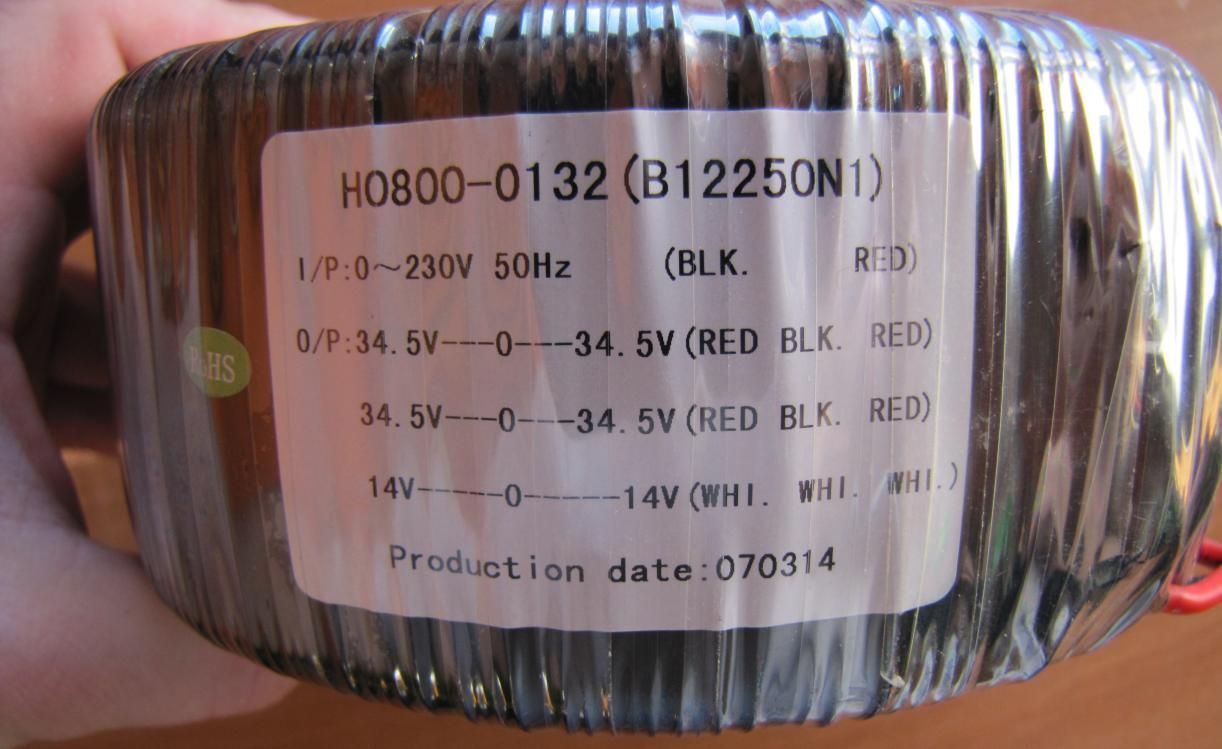 H0800-0132(B12250N1)
I/P:0~230V 50Hz (BLK. RED)
O/P:34.5V---0---34.5V(RED BLK. RED)
34.5V---0---34.5V(RED BLK. RED)
14V-----0-----14V(WHI. WHI. WHI.)
Production date:070314
RoHS